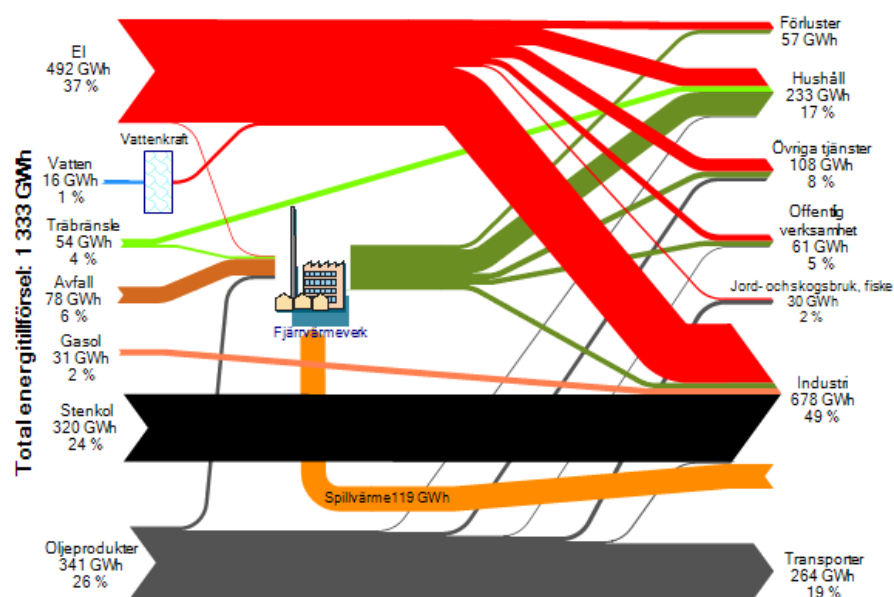 Total energitillförsel: 1 333 GWh
El
492 GWh
37 %
Vattenkraft
Vatten
16 GWh
1 %
Träbränsle
54 GWh
4 %
Avfall
78 GWh
6 %
Gasol
31 GWh
2 %
Stenkol
320 GWh
24 %
Oljeprodukter
341 GWh
26 %
Fjärrvärmeverk
Spillvärme119 GWh
Förluster
57 GWh
Hushåll
233 GWh
17 %
Övriga tjänster
108 GWh
8 %
Offentlig
verksamhet
61 GWh
5 %
Jord- och skogsbruk, fiske
30 GWh
2 %
Industri
678 GWh
49 %
Transporter
264 GWh
19 %